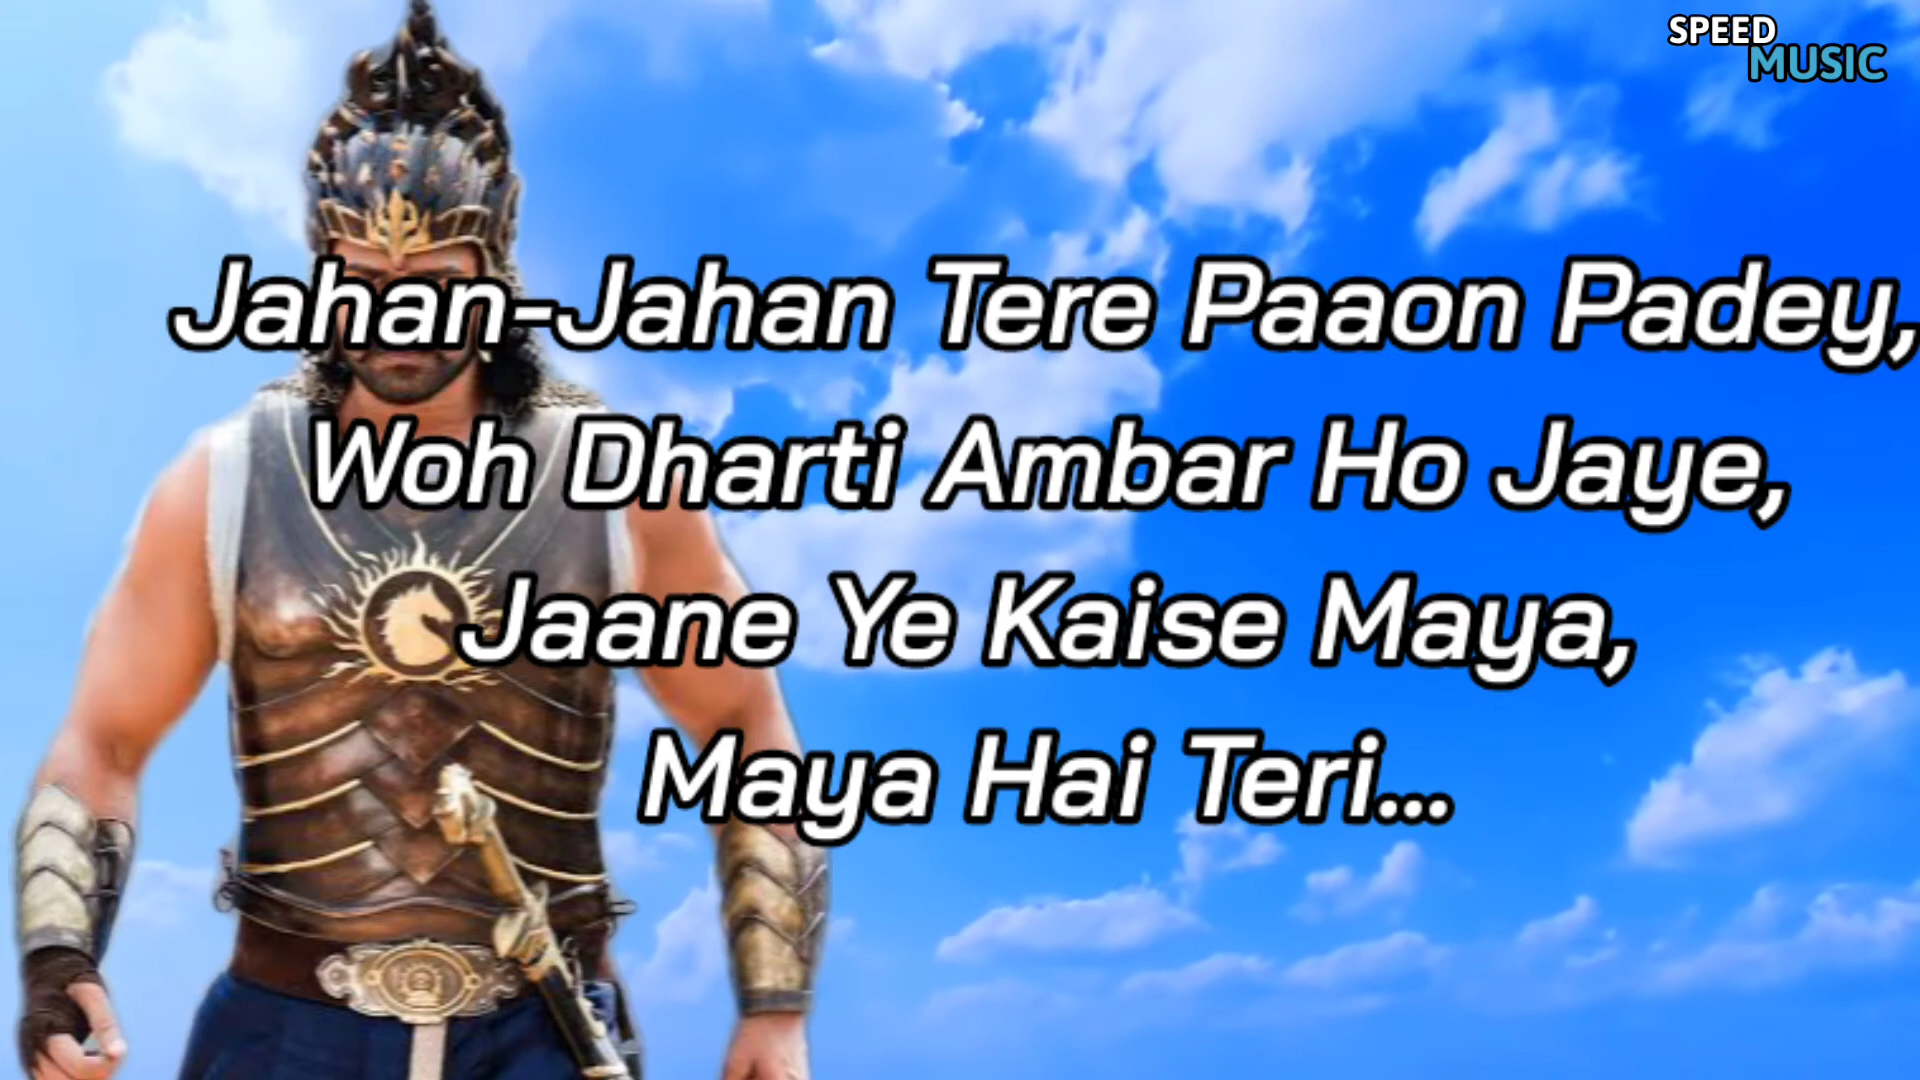 SPEED
MUSIC
Jahan-Jahan Tere Paaon Padey,
Woh Dharti Ambar Ho Jaye,
Jaane Ye Kaise Maya,
Maya Hai Teri...